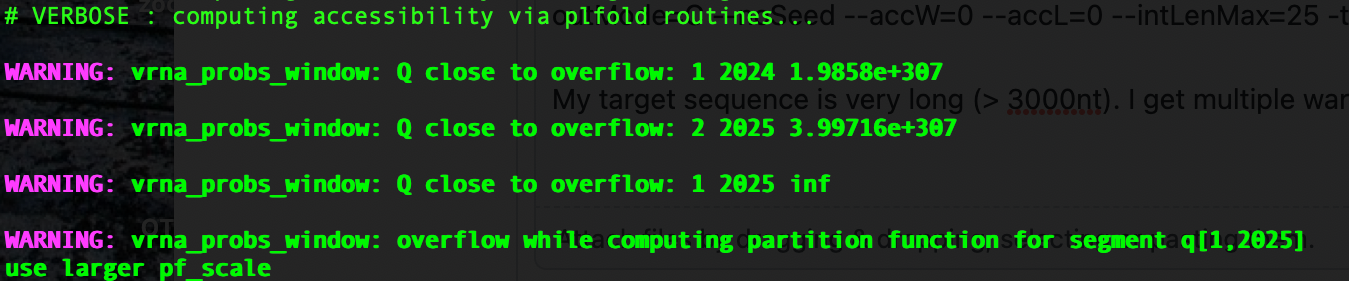 # VERBOSE : computing accessibility via plfold routines...
--accW=0 --accL=0 --intLenMax=25 -t
WARNING: vrna_probs_window: Q close to overflow: 1 2024 1.9858e+307
My target sequence is very long (> 3000nt). I get multiple war
WARNING: vrna_probs_window: Q close to overflow: 2 2025 3.99716e+307
WARNING: vrna_probs_window: Q close to overflow: 1 2025 inf
WARNING: vrna_probs_window: overflow while computing partition function for segment q[1,2025]
use larger pf_scale